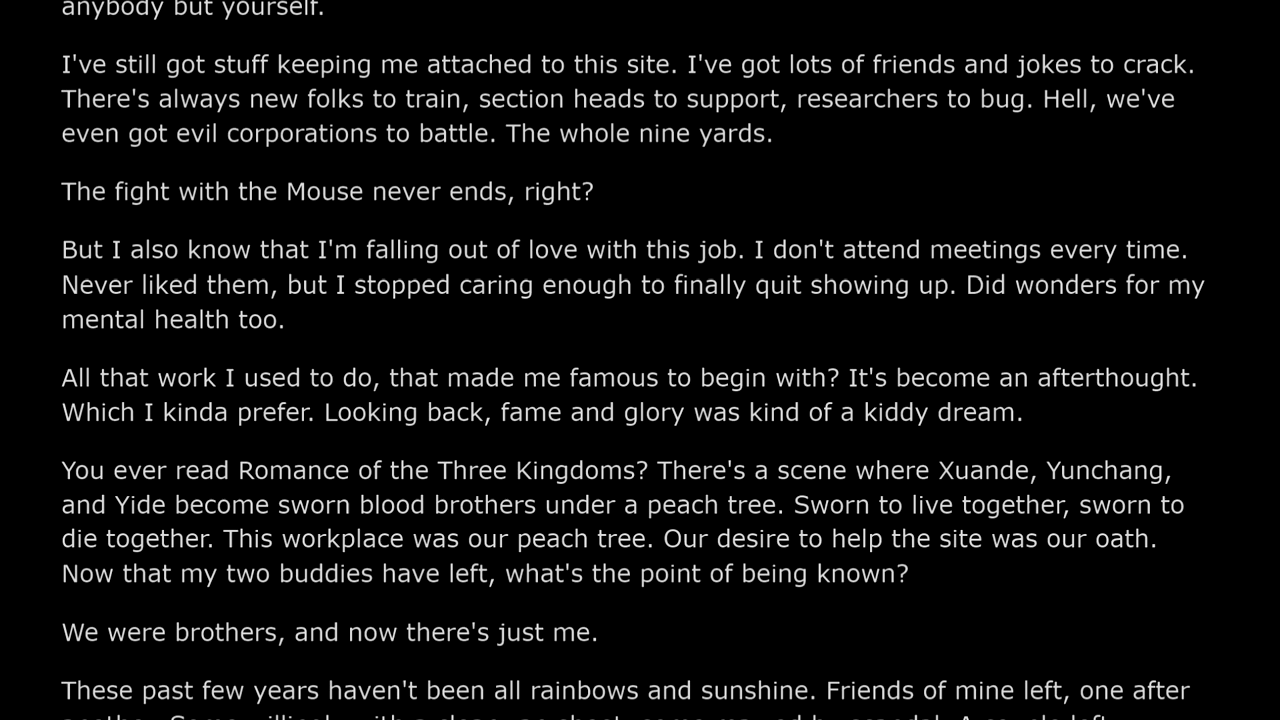 anybody but yourself.
I've still got stuff keeping me attached to this site. I've got lots of friends and jokes to crack.
There's always new folks to train, section heads to support, researchers to bug. Hell, we've
even got evil corporations to battle. The whole nine yards.
The fight with the Mouse never ends, right?
But I also know that I'm falling out of love with this job. I don't attend meetings every time.
Never liked them, but I stopped caring enough to finally quit showing up. Did wonders for my
mental health too.
All that work I used to do, that made me famous to begin with? It's become an afterthought.
Which I kinda prefer. Looking back, fame and glory was kind of a kiddy dream.
You ever read Romance of the Three Kingdoms? There's a scene where Xuande, Yunchang,
and Yide become sworn blood brothers under a peach tree. Sworn to live together, sworn to
die together. This workplace was our peach tree. Our desire to help the site was our oath.
Now that my two buddies have left, what's the point of being known?
We were brothers, and now there's just me.
These past few years haven't been all rainbows and sunshine. Friends of mine left, one after